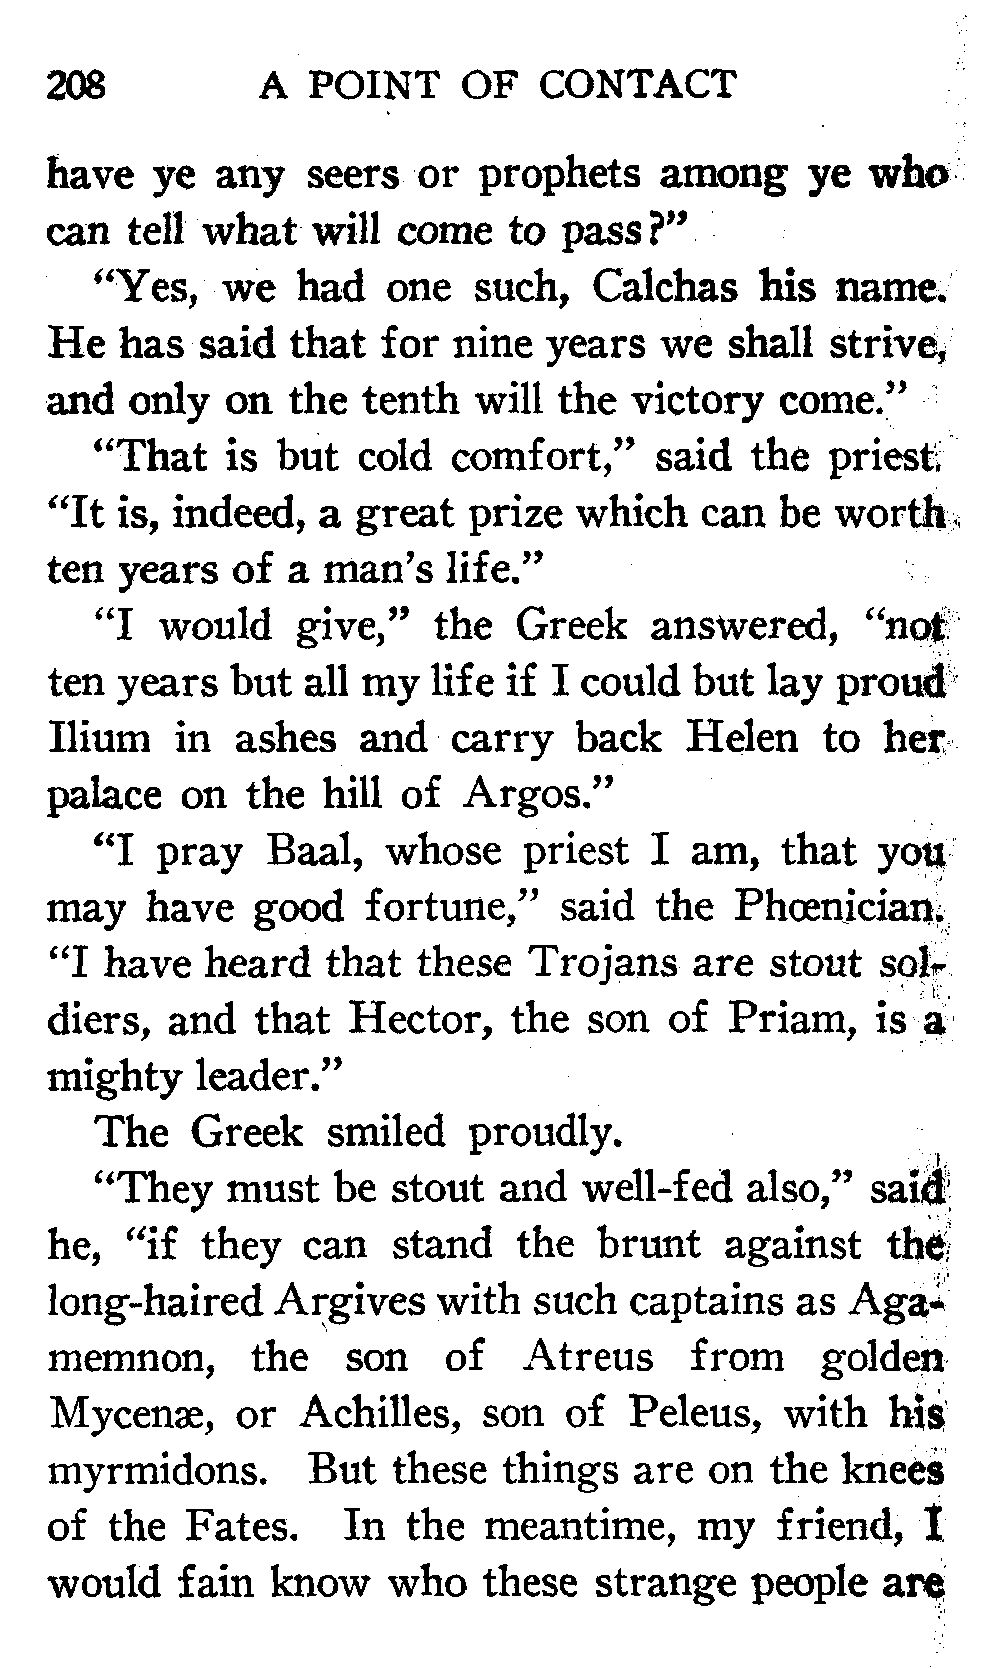 208 A POINT OF CONTACT
have ye any seers or prophets among ye who
can tell what will come to pass?”
“Yes, we had one such, Calchas his name.
He has said that for nine years we shall strive,
and only on the tenth will the victory come.”
“That is but cold comfort,” said the priest.
“It is, indeed, a great prize which can be worth
ten years of a man's life.”
“I would give,” the Greek answered, “not
ten years but all my life if I could but lay proud
Ilium in ashes and carry back Helen to her
palace on the hill of Argos.”
“I pray Baal, whose priest I am, that you
may have good fortune,” said the Phœnician.
“I have heard that these Trojans are stout sol-
diers, and that Hector, the son of Priam, is a
mighty leader.”
The Greek smiled proudly.
“They must be stout and well-fed also,” said
he, “if they can stand the brunt against the
long-haired Argives with such captains as Aga-
memnon, the son of Atreus from golden
Mycenæ, or Achilles, son of Peleus, with his
myrmidons. But these things are on the knees
of the Fates. In the meantime, my friend, I
would fain know who these strange people are